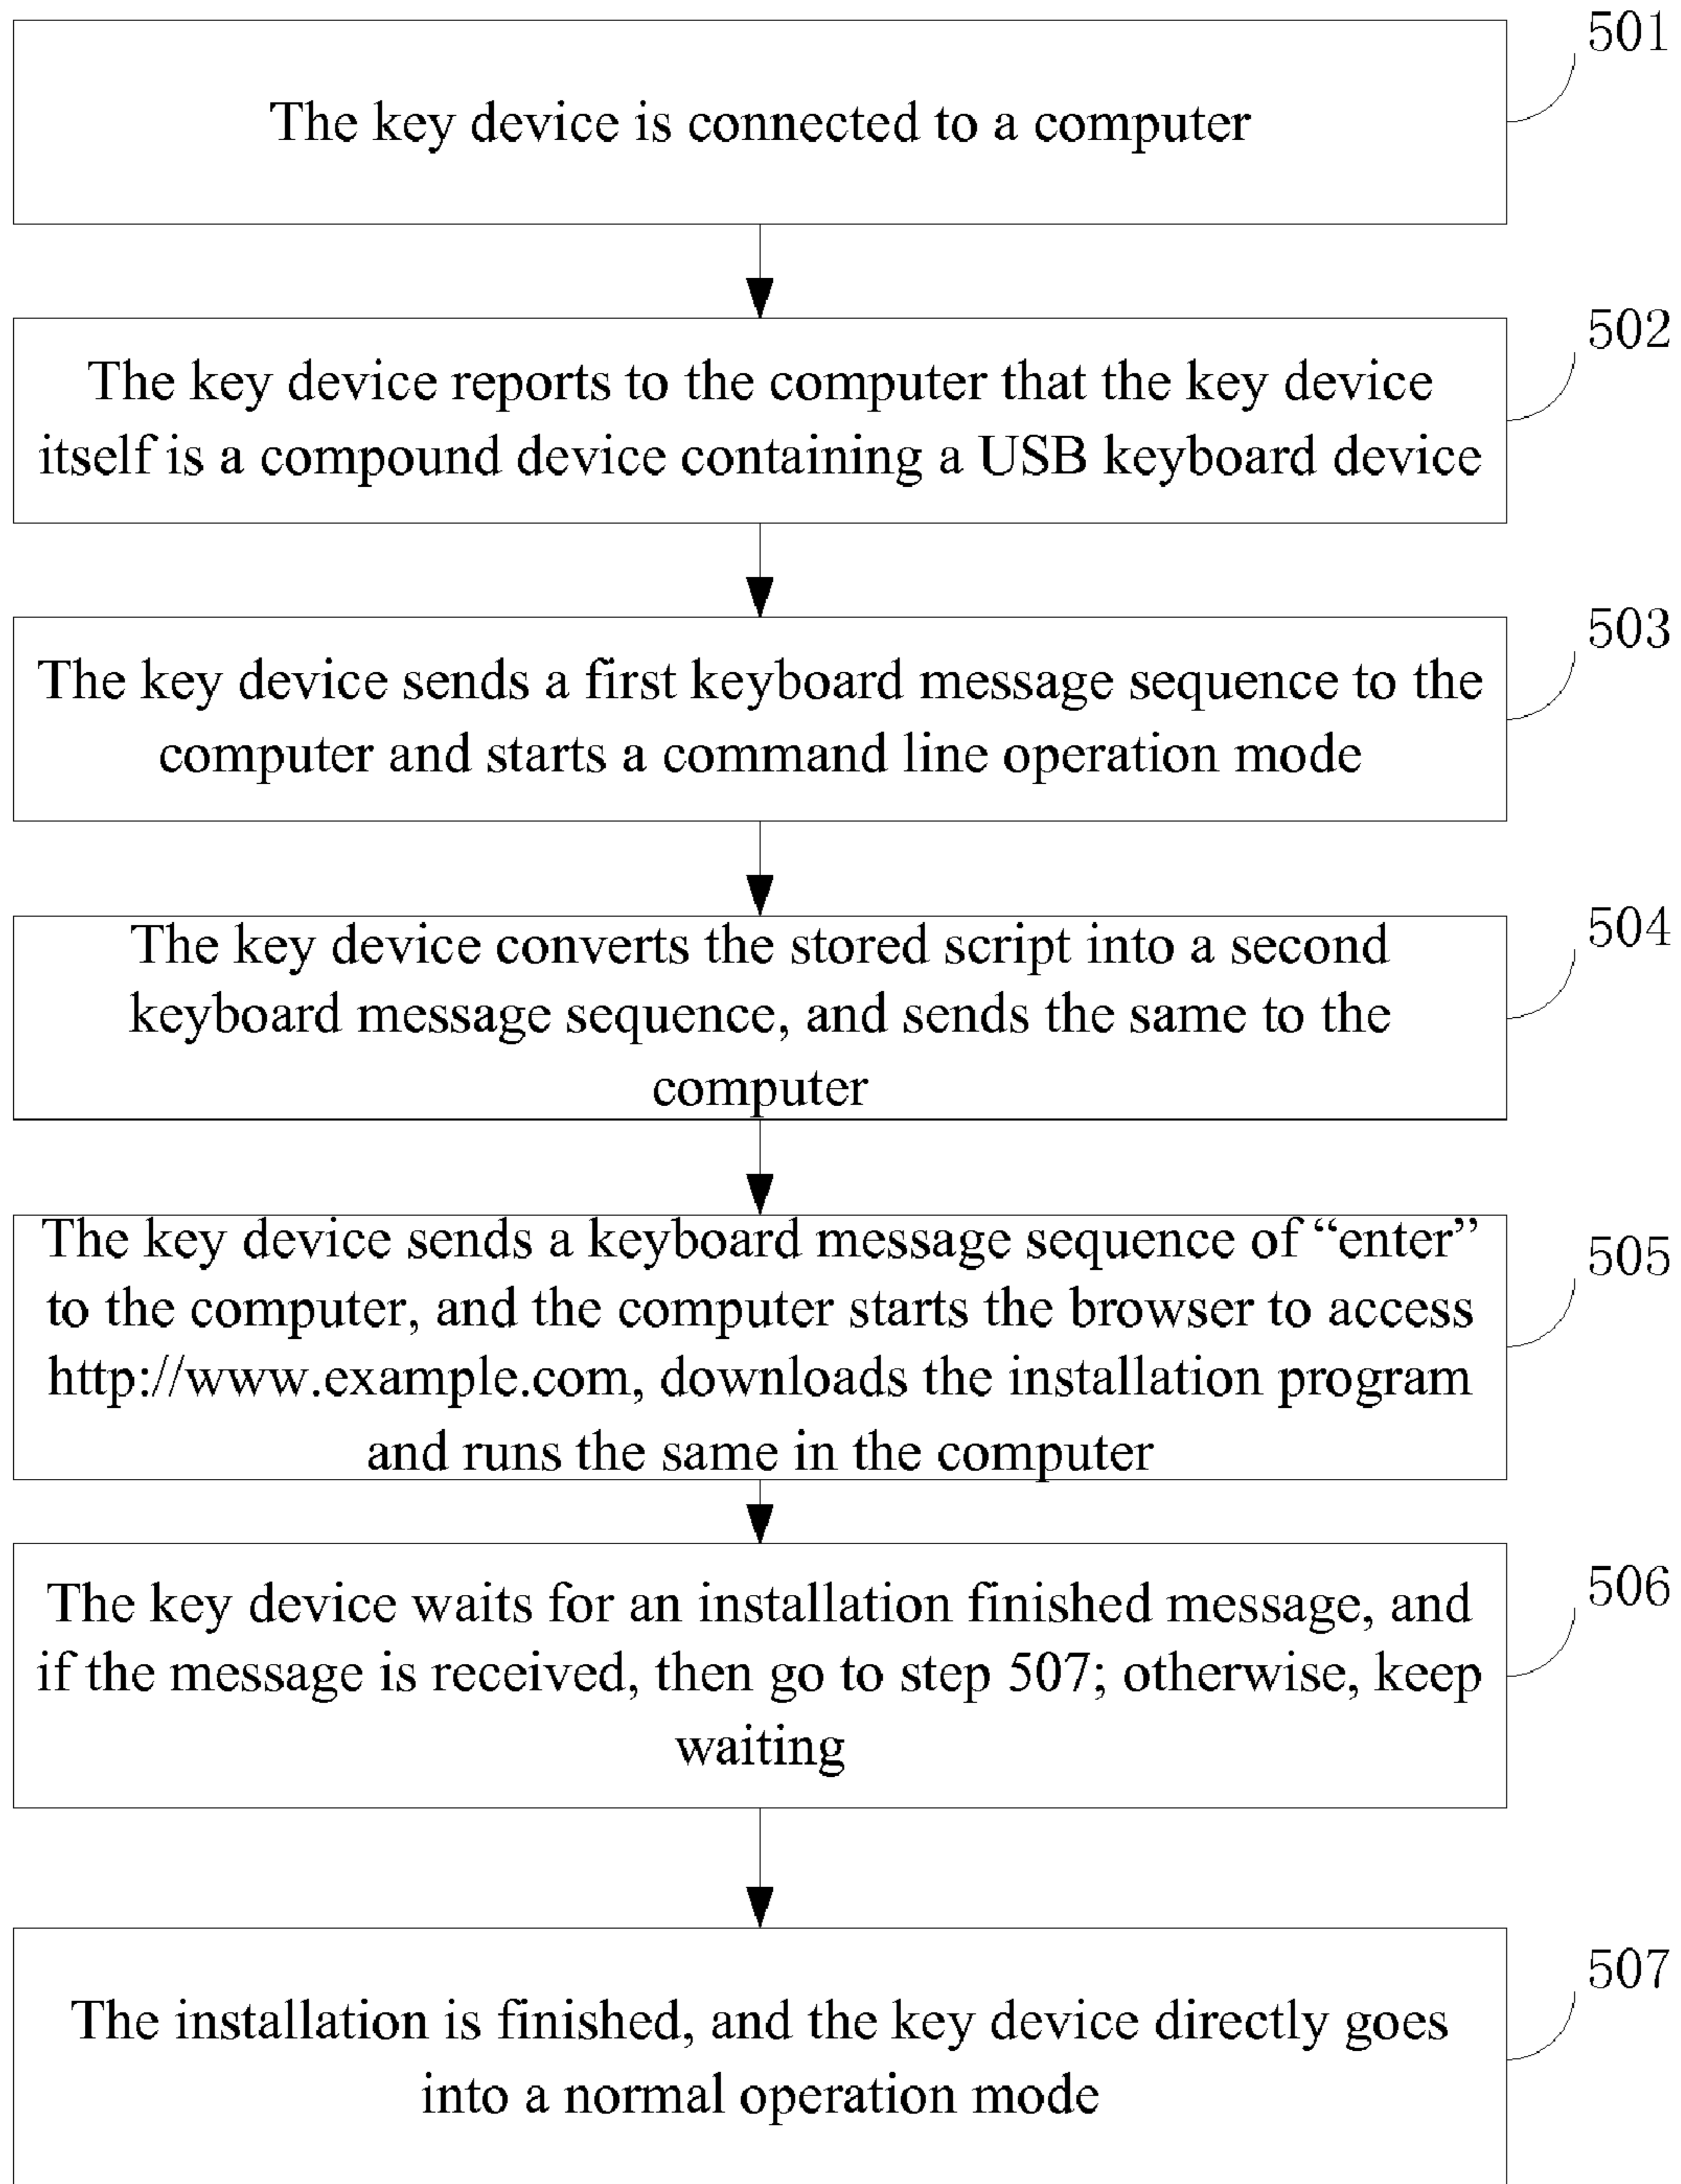 501
The key device is connected to a computer
502
The key device reports to the computer that the key device
itself is a compound device containing a USB keyboard device
503
The key device sends a first keyboard message sequence to the
computer and starts a command line operation mode
504
The key device converts the stored script into a second
keyboard message sequence, and sends the same to the
computer
505
The key device sends a keyboard message sequence of “enter”
to the computer, and the computer starts the browser to access
http://www.example.com, downloads the installation program
and runs the same in the computer
506
The key device waits for an installation finished message, and
if the message is received, then go to step 507; otherwise, keep
waiting
507
The installation is finished, and the key device directly goes
into a normal operation mode